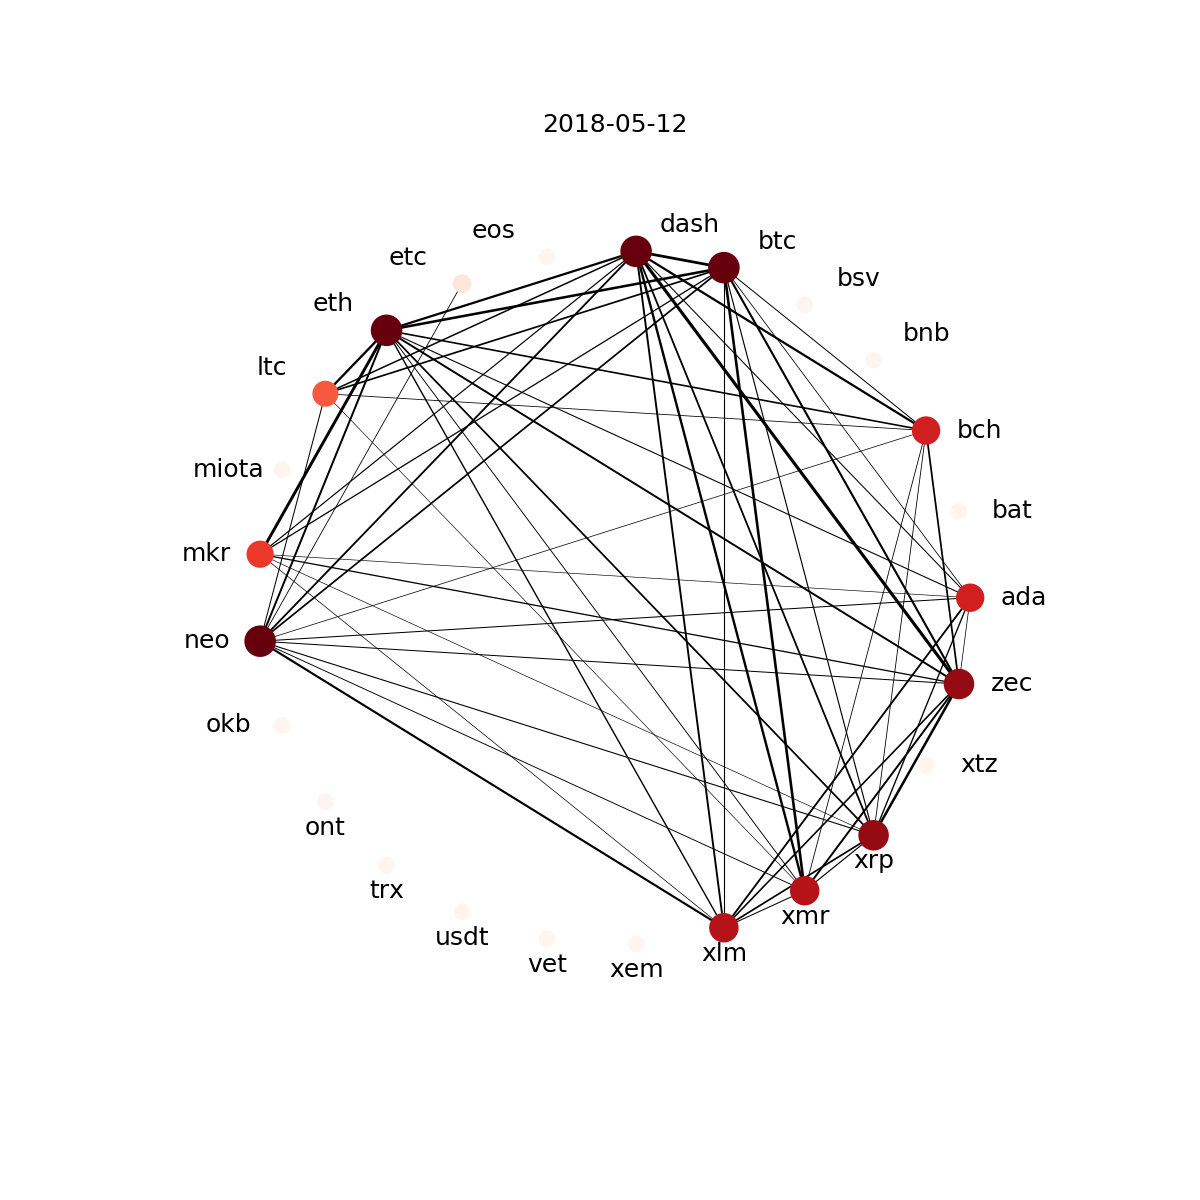 2018-05-12
dash
eos
btc
etc
bsv
eth
bnb
ltc
bch
miota
bat
mkr
ada
neo
zec
okb
xtz
ont
xrp
trx
xmr
usdt
xlm
vet
xem